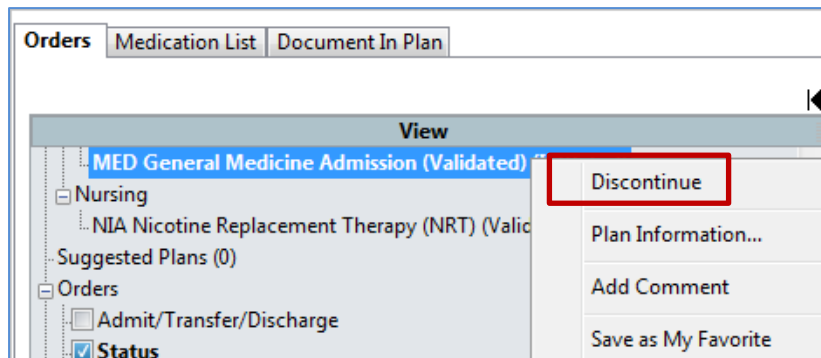 Orders Medication List Document In Plan
View
MED General Medicine Admission (Validated)
Discontinue
Nursing
NIA Nicotine Replacement Therapy (NRT)
Plan Information...
Suggested Plans (0)
Orders
Add Comment
Admit/Transfer/Discharge
Save as My Favorite
Status